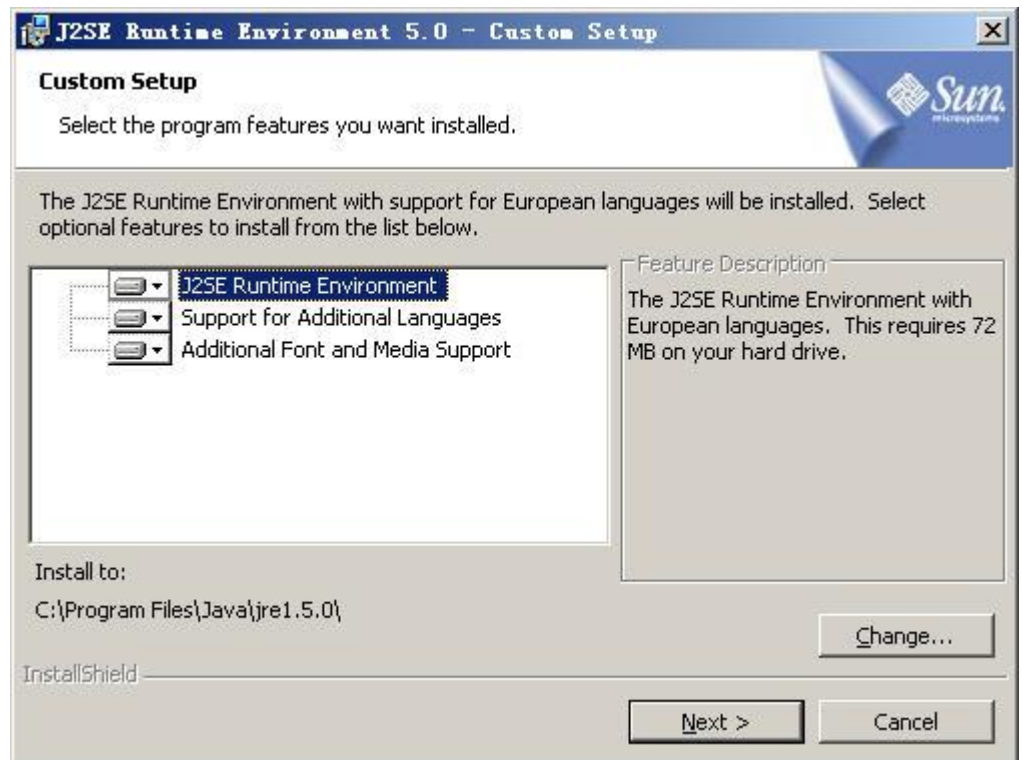 J2SE Runtime Environment 5.0 - Custom Setup
Custom Setup
Select the program features you want installed.
Sun
microsystems
The J2SE Runtime Environment with support for European languages will be installed. Select
optional features to install from the list below.
J2SE Runtime Environment
Support for Additional Languages
Additional Font and Media Support
Feature Description
The J2SE Runtime Environment with
European languages. This requires 72
MB on your hard drive.
Install to:
C:\Program Files\Java\jre1.5.0\
Change...
InstallShield
Next >
Cancel